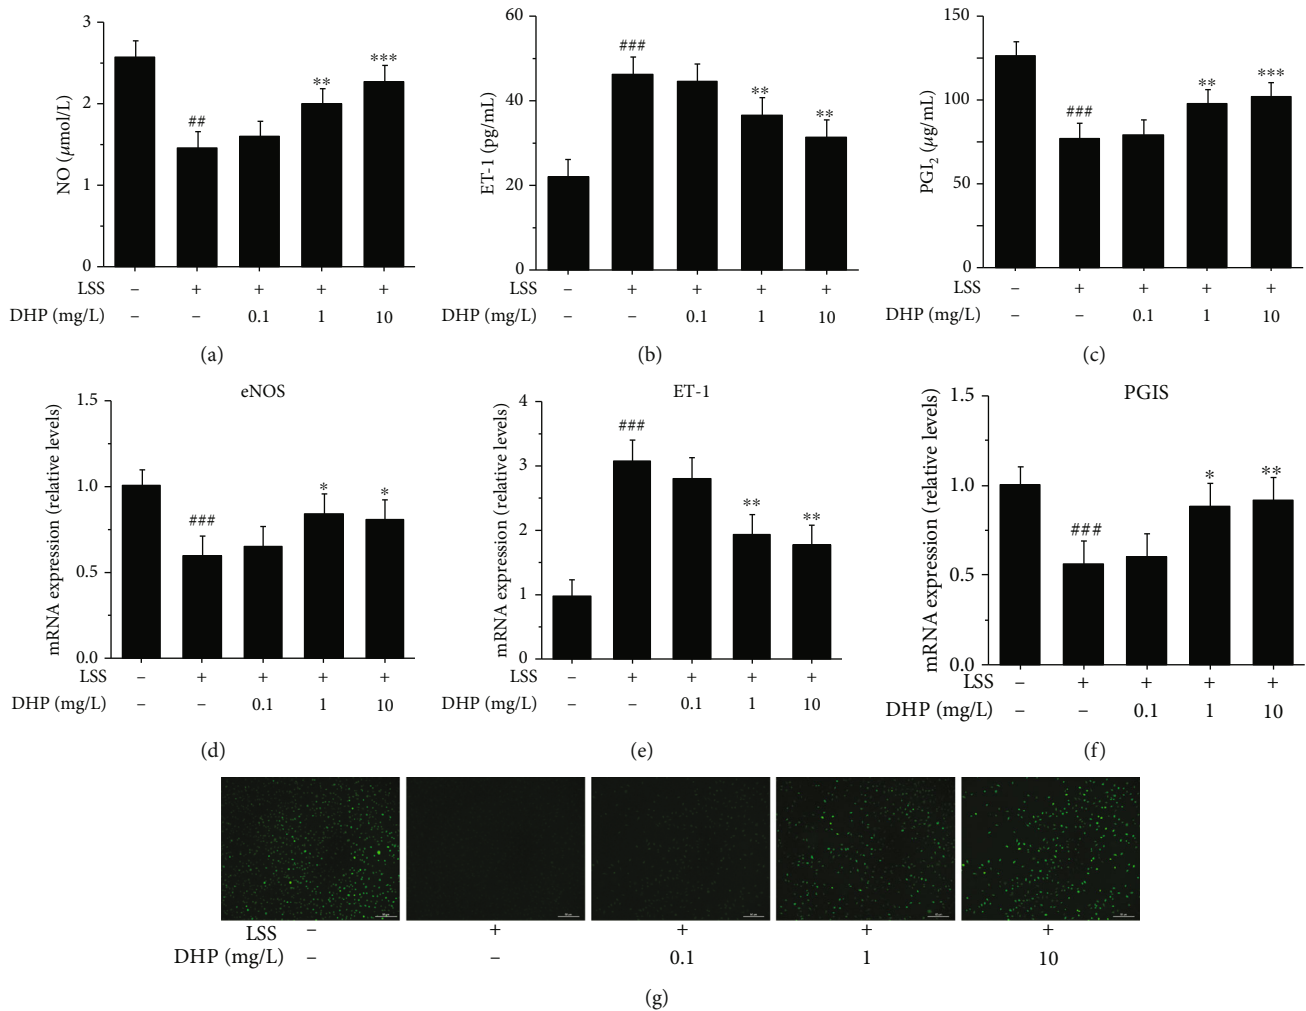 3
2
1
0
NO (μmol/L)
##
**
***
LSS – + + + +
DHP (mg/L) – – 0.1 1 10
(a)
60
40
20
0
ET-1 (pg/mL)
###
**
**
LSS – + + + +
DHP (mg/L) – – 0.1 1 10
(b)
150
100
50
0
PGI₂ (μg/mL)
###
**
***
LSS – + + + +
DHP (mg/L) – – 0.1 1 10
(c)
eNOS
1.5
1.0
0.5
0.0
mRNA expression (relative levels)
###
*
*
LSS – + + + +
DHP (mg/L) – – 0.1 1 10
(d)
ET-1
4
3
2
1
0
mRNA expression (relative levels)
###
**
**
LSS – + + + +
DHP (mg/L) – – 0.1 1 10
(e)
PGIS
1.5
1.0
0.5
0.0
mRNA expression (relative levels)
###
*
**
LSS – + + + +
DHP (mg/L) – – 0.1 1 10
(f)
LSS – + + + +
DHP (mg/L) – – 0.1 1 10
(g)